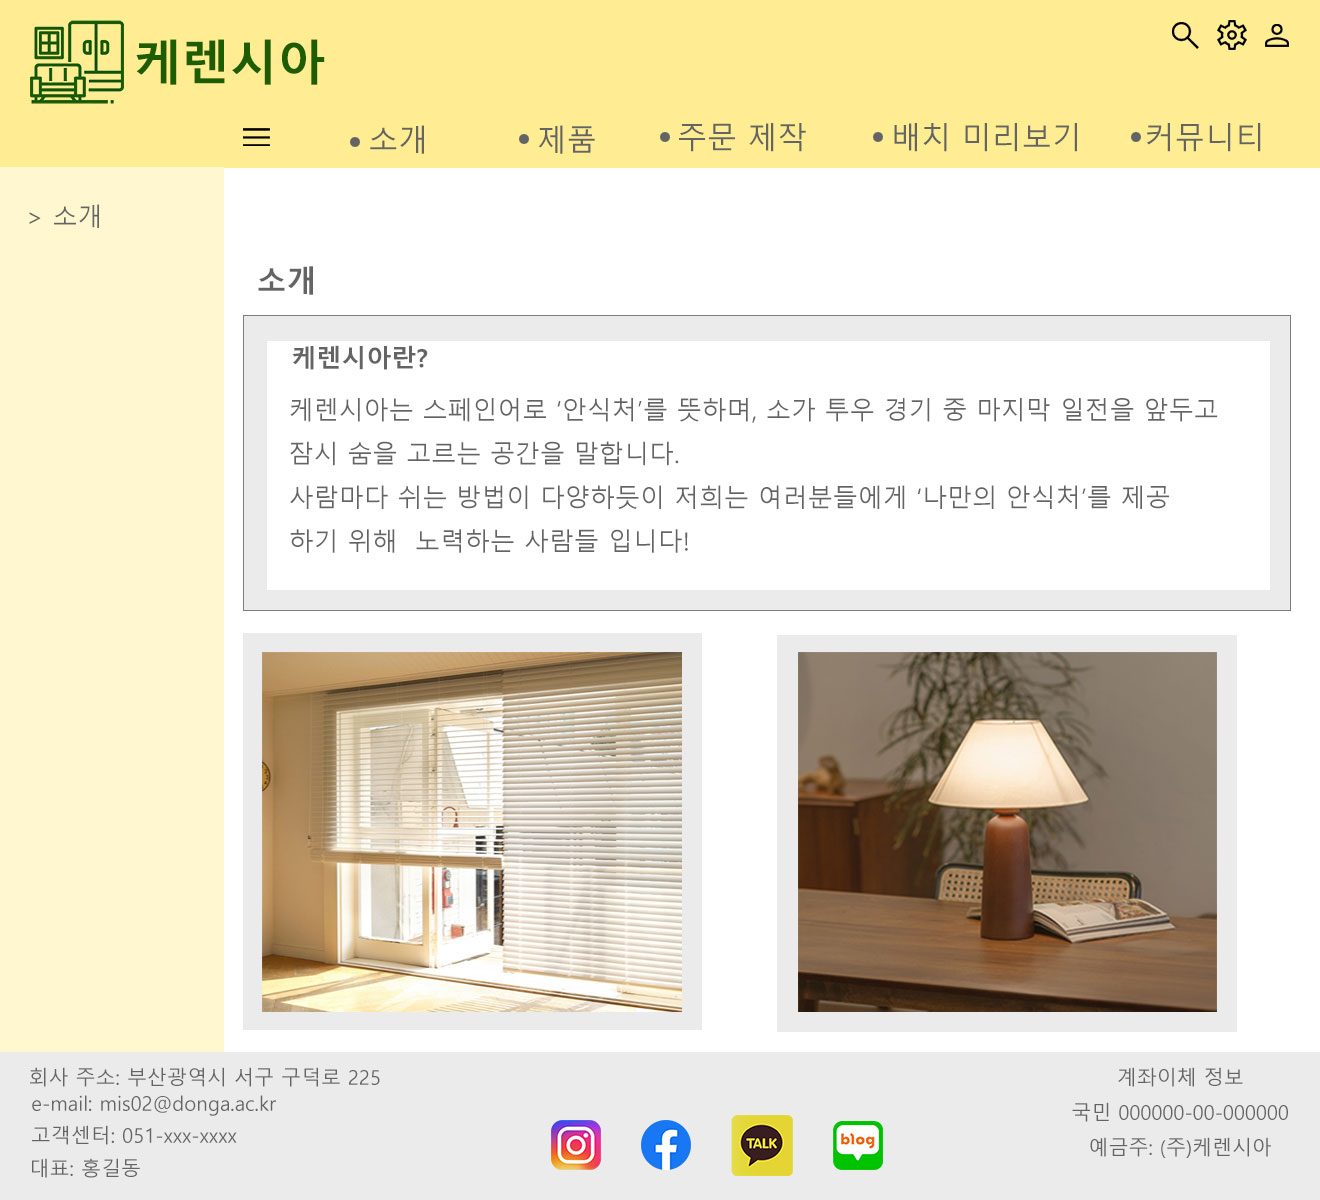 케렌시아
소개
제품
주문 제작
배치 미리보기
커뮤니티
> 소개
소개
케렌시아란?
케렌시아는 스페인어로 ‘안식처’를 뜻하며, 소가 투우 경기 중 마지막 일전을 앞두고
잠시 숨을 고르는 공간을 말합니다.
사람마다 쉬는 방법이 다양하듯이 저희는 여러분들에게 ‘나만의 안식처’를 제공
하기 위해 노력하는 사람들 입니다!
회사 주소: 부산광역시 서구 구덕로 225
e-mail: mis02@donga.ac.kr
고객센터: 051-xxx-xxxx
대표: 홍길동
TALK
blog
계좌이체 정보
국민 000000-00-000000
예금주: (주)케렌시아